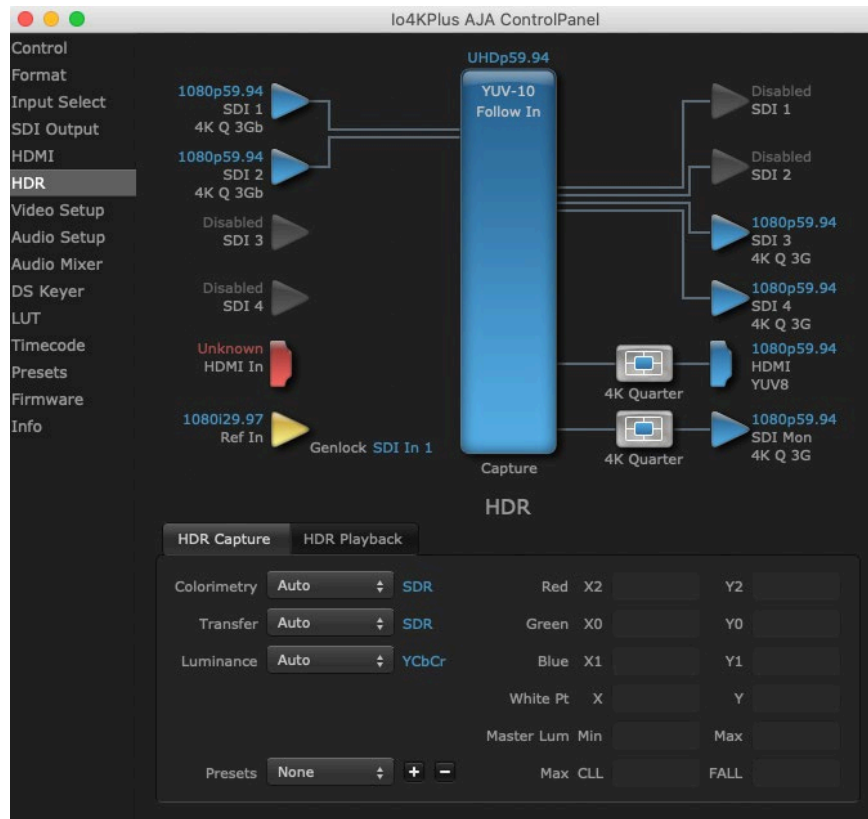 Io4KPlus AJA ControlPanel
Control
Format
Input Select
SDI Output
HDMI
HDR
Video Setup
Audio Setup
Audio Mixer
DS Keyer
LUT
Timecode
Presets
Firmware
Info
1080p59.94
SDI 1
4K Q 3Gb
1080p59.94
SDI 2
4K Q 3Gb
Disabled
SDI 3
Disabled
SDI 4
Unknown
HDMI In
1080i29.97
Ref In
Genlock SDI In 1
UHDp59.94
YUV-10
Follow In
Capture
4K Quarter
4K Quarter
Disabled
SDI 1
Disabled
SDI 2
1080p59.94
SDI 3
4K Q 3G
1080p59.94
SDI 4
4K Q 3G
1080p59.94
HDMI
YUV8
1080p59.94
SDI Mon
4K Q 3G
HDR
HDR Capture HDR Playback
Colorimetry Auto SDR Red X2 Y2
Transfer Auto SDR Green X0 Y0
Luminance Auto YCbCr Blue X1 Y1
White Pt X Y
Master Lum Min Max
Presets None + - Max CLL FALL